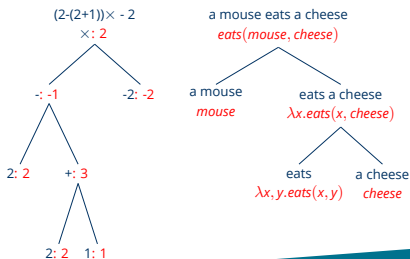 (2-(2+1))× - 2
×: 2
-: -1
-2: -2
2: 2
+: 3
2: 2
1: 1
a mouse eats a cheese
eats(mouse, cheese)
a mouse
mouse
eats a cheese
λx.eats(x, cheese)
eats
λx, y.eats(x, y)
a cheese
cheese